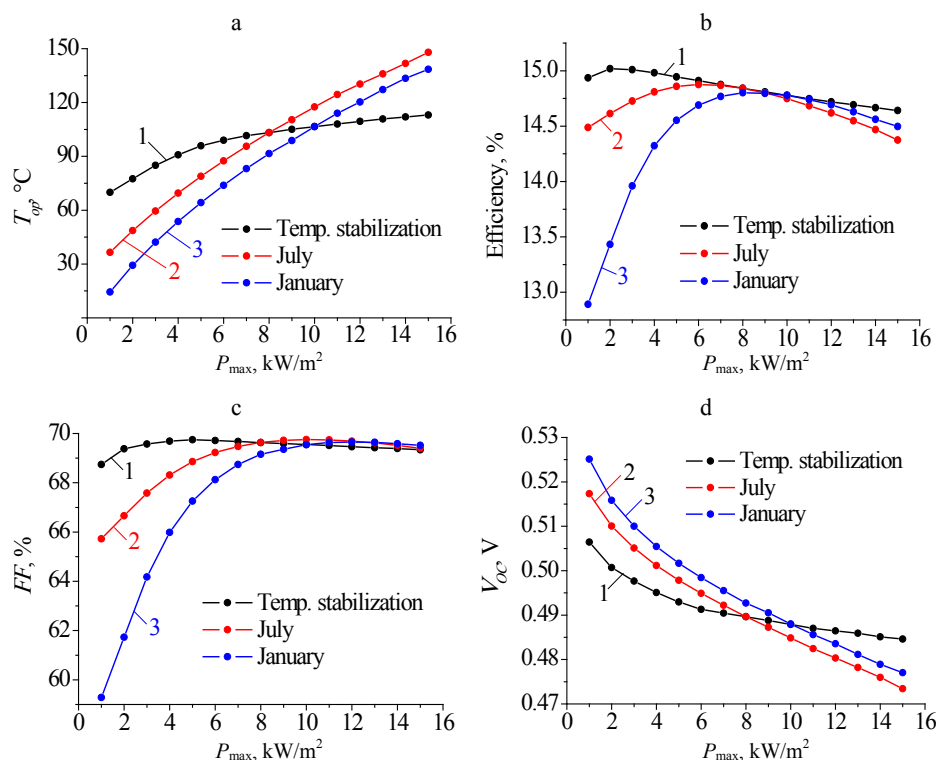 a
150
120
90
60
30
T_op, °C
1
2
3
Temp. stabilization
July
January
0 2 4 6 8 10 12 14 16
P_max, kW/m²
b
15.0
14.5
14.0
13.5
13.0
Efficiency, %
1
2
3
Temp. stabilization
July
January
0 2 4 6 8 10 12 14 16
P_max, kW/m²
c
70
68
66
64
62
60
FF, %
1
2
3
Temp. stabilization
July
January
0 2 4 6 8 10 12 14 16
P_max, kW/m²
d
0.53
0.52
0.51
0.50
0.49
0.48
0.47
V_OC, V
2
3
1
Temp. stabilization
July
January
0 2 4 6 8 10 12 14 16
P_max, kW/m²